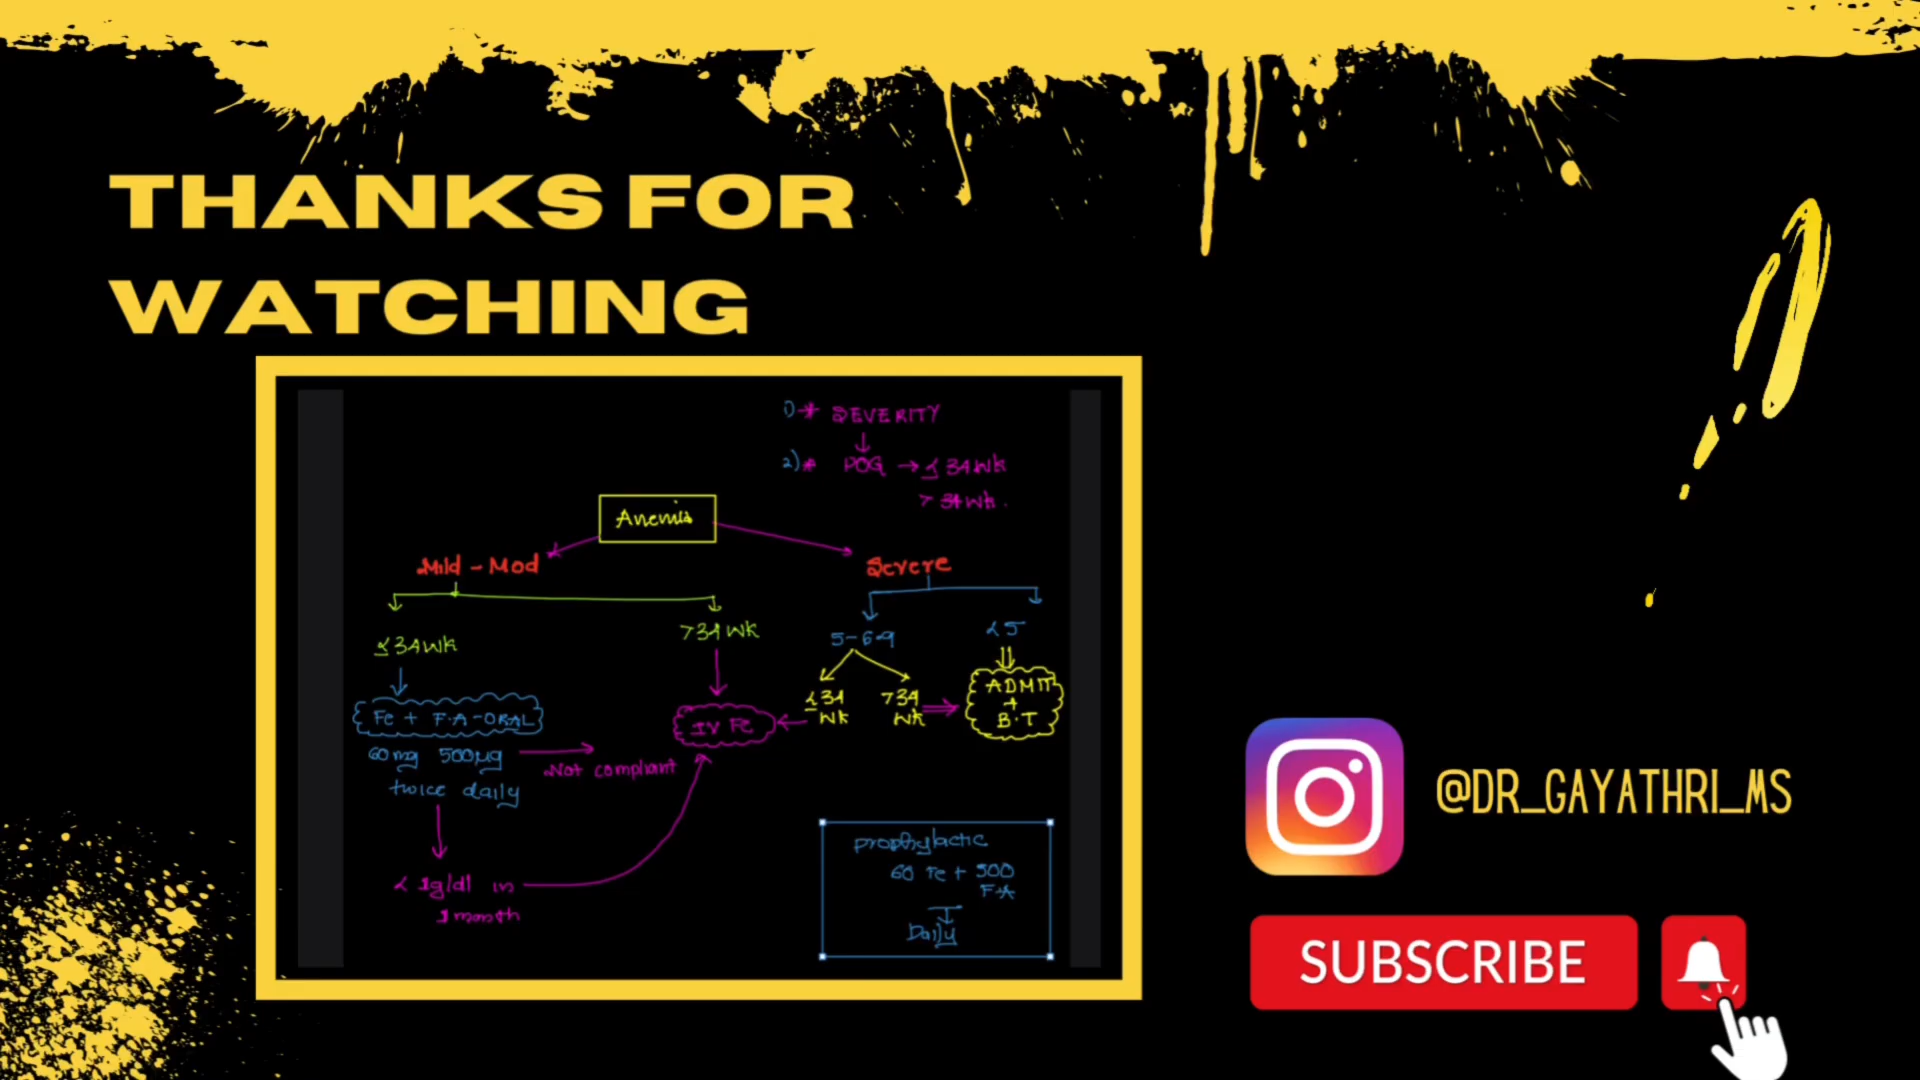 THANKS FOR
WATCHING
1) * SEVERITY
2) * POG → ≤ 34 Wk
> 34 Wk.
Anemia
Mild - Mod
Severe
≤ 34 Wk
> 34 Wk
5-6.9
< 5
Fe + F.A - ORAL
60 mg 500 µg
twice daily
Not compliant
IV Fe
≤ 34
Wk
> 34
Wk
ADMIT
+
B.T
< 1g/dl in
1 month
prophylactic
60 Fe + 500
F.A
Daily
@DR_GAYATHRI_MS
SUBSCRIBE